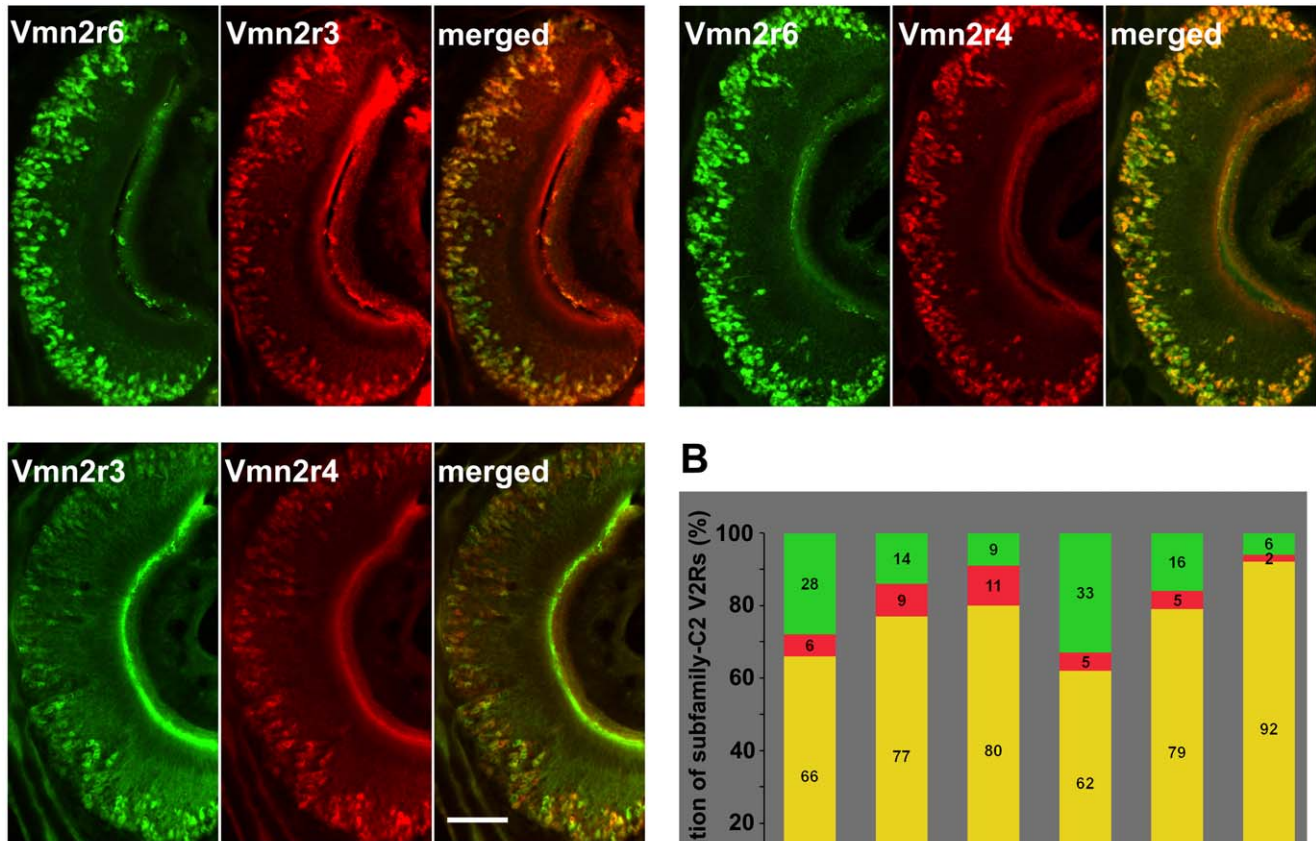 Vmn2r6 Vmn2r3 merged
Vmn2r6 Vmn2r4 merged
Vmn2r3 Vmn2r4 merged
B
tion of subfamily-C2 V2Rs (%)
100
80
60
40
20
28 14 9 33 16 6
6 9 11 5 5 2
66 77 80 62 79 92